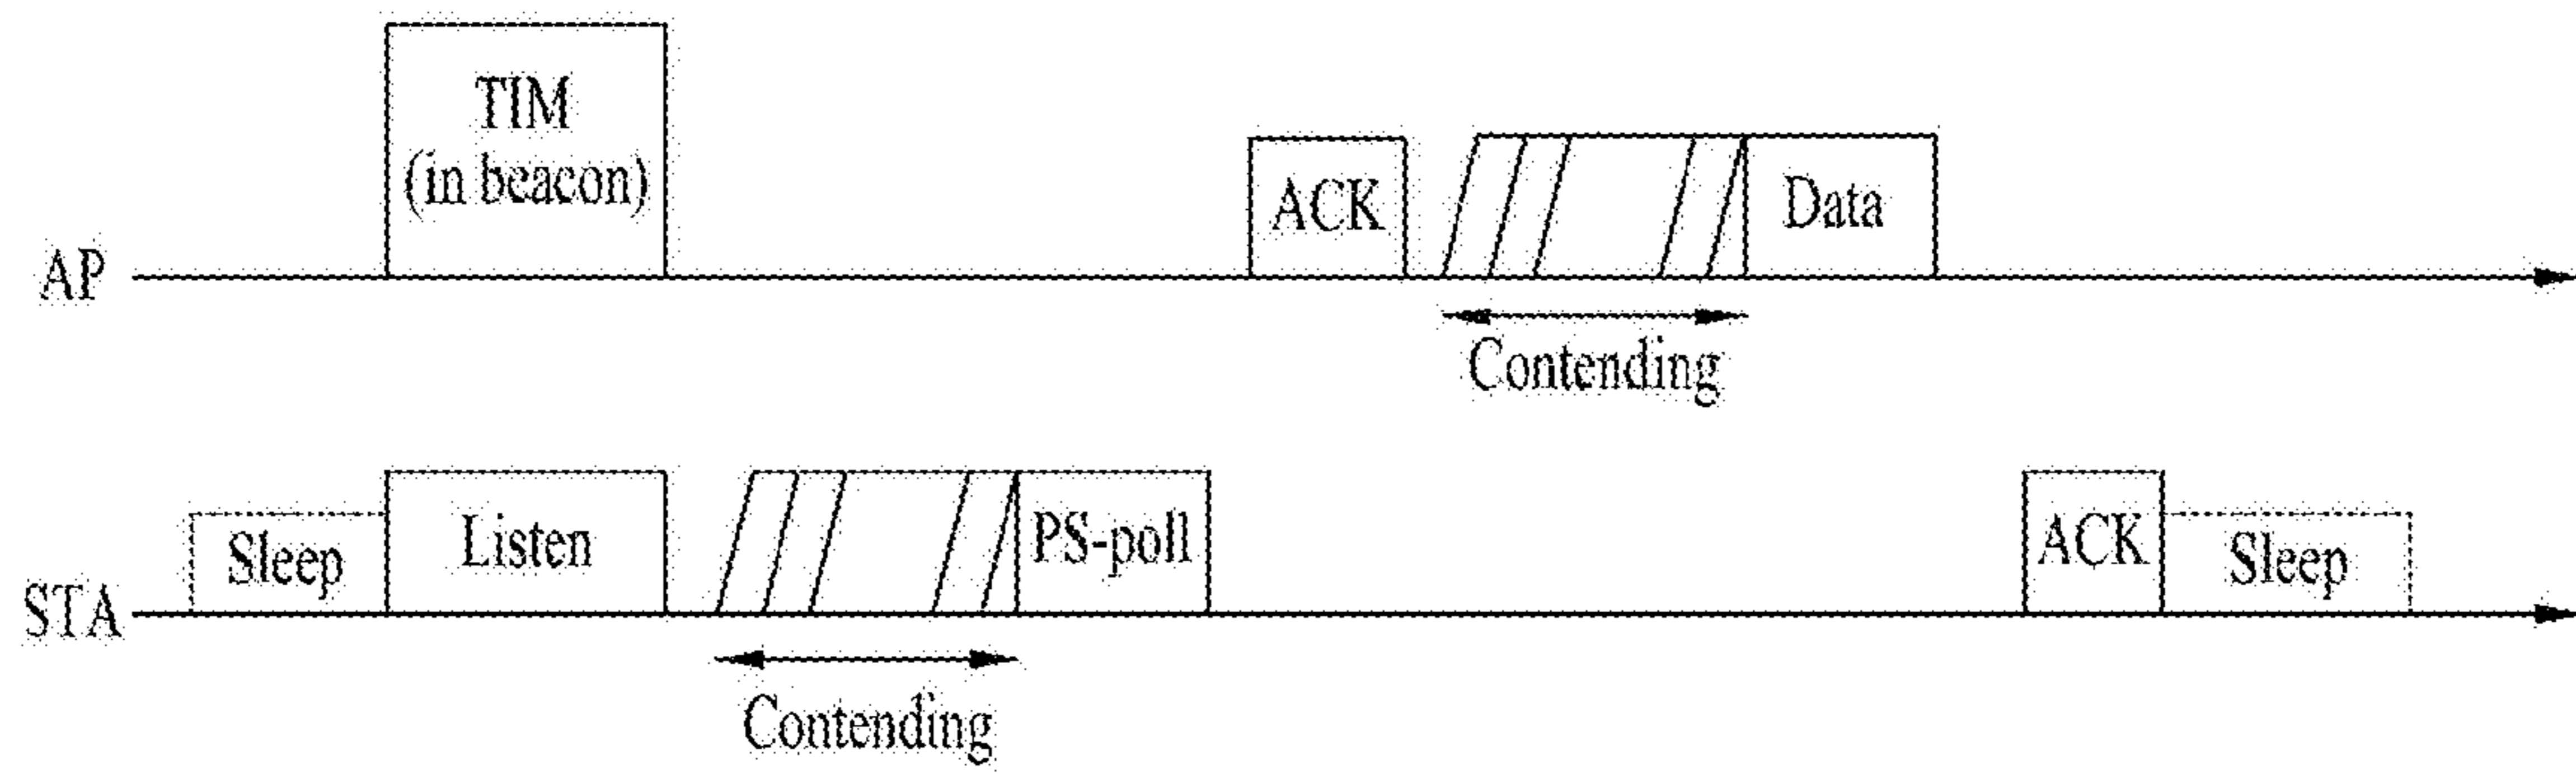 TIM
(in beacon)
ACK
Data
AP
Contending
Sleep
Listen
PS-poll
ACK
Sleep
STA
Contending